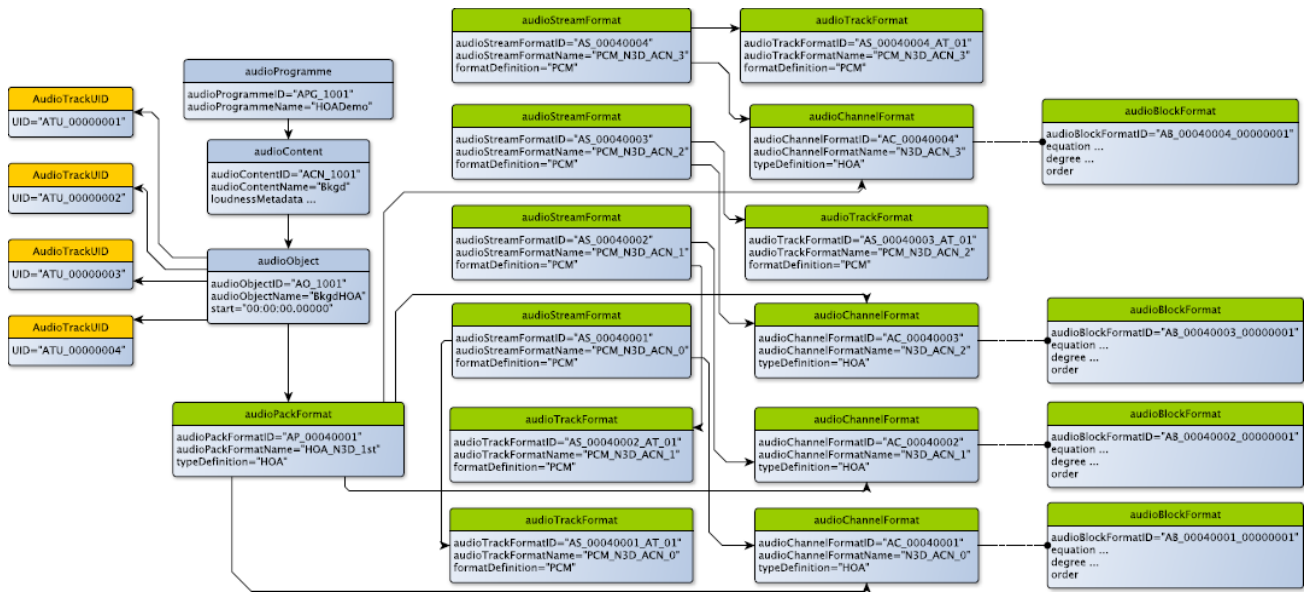 audioProgramme
audioProgrammeID="APG_1001"
audioProgrammeName="HOADemo"
AudioTrackUID
UID="ATU_00000001"
AudioTrackUID
UID="ATU_00000002"
AudioTrackUID
UID="ATU_00000003"
AudioTrackUID
UID="ATU_00000004"
audioContent
audioContentID="ACN_1001"
audioContentName="Bkgd"
loudnessMetadata ...
audioObject
audioObjectID="AO_1001"
audioObjectName="BkgdHOA"
start="00:00:00.00000"
audioPackFormat
audioPackFormatID="AP_00040001"
audioPackFormatName="HOA_N3D_1st"
typeDefinition="HOA"
audioStreamFormat
audioStreamFormatID="AS_00040004"
audioStreamFormatName="PCM_N3D_ACN_3"
formatDefinition="PCM"
audioStreamFormat
audioStreamFormatID="AS_00040003"
audioStreamFormatName="PCM_N3D_ACN_2"
formatDefinition="PCM"
audioStreamFormat
audioStreamFormatID="AS_00040002"
audioStreamFormatName="PCM_N3D_ACN_1"
formatDefinition="PCM"
audioStreamFormat
audioStreamFormatID="AS_00040001"
audioStreamFormatName="PCM_N3D_ACN_0"
formatDefinition="PCM"
audioTrackFormat
audioTrackFormatID="AS_00040002_AT_01"
audioTrackFormatName="PCM_N3D_ACN_1"
formatDefinition="PCM"
audioTrackFormat
audioTrackFormatID="AS_00040001_AT_01"
audioTrackFormatName="PCM_N3D_ACN_0"
formatDefinition="PCM"
audioTrackFormat
audioTrackFormatID="AS_00040004_AT_01"
audioTrackFormatName="PCM_N3D_ACN_3"
formatDefinition="PCM"
audioChannelFormat
audioChannelFormatID="AC_00040004"
audioChannelFormatName="N3D_ACN_3"
typeDefinition="HOA"
audioTrackFormat
audioTrackFormatID="AS_00040003_AT_01"
audioTrackFormatName="PCM_N3D_ACN_2"
formatDefinition="PCM"
audioChannelFormat
audioChannelFormatID="AC_00040003"
audioChannelFormatName="N3D_ACN_2"
typeDefinition="HOA"
audioChannelFormat
audioChannelFormatID="AC_00040002"
audioChannelFormatName="N3D_ACN_1"
typeDefinition="HOA"
audioChannelFormat
audioChannelFormatID="AC_00040001"
audioChannelFormatName="N3D_ACN_0"
typeDefinition="HOA"
audioBlockFormat
audioBlockFormatID="AB_00040004_00000001"
equation ...
degree ...
order
audioBlockFormat
audioBlockFormatID="AB_00040003_00000001"
equation ...
degree ...
order
audioBlockFormat
audioBlockFormatID="AB_00040002_00000001"
equation ...
degree ...
order
audioBlockFormat
audioBlockFormatID="AB_00040001_00000001"
equation ...
degree ...
order